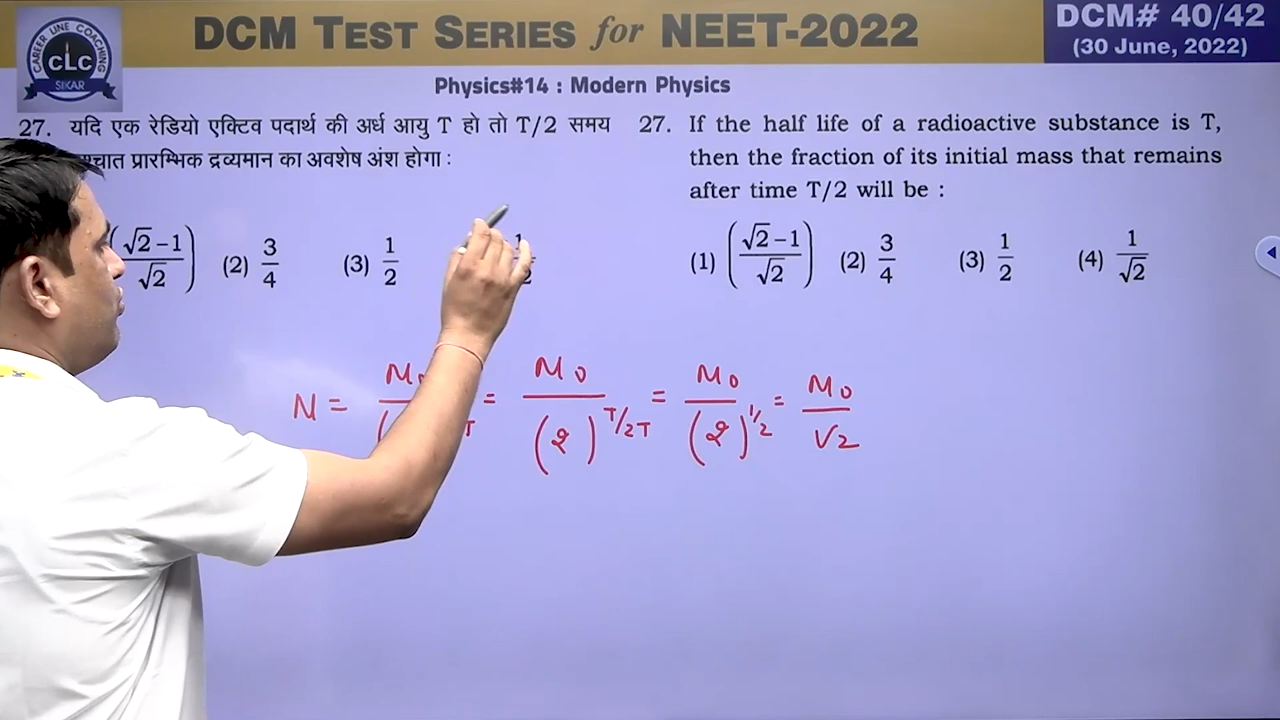 DCM TEST SERIES for NEET-2022
DCM# 40/42
(30 June, 2022)
CAREER LINE COACHING
CLC
SIKAR
Physics#14 : Modern Physics
27. यदि एक रेडियो एक्टिव पदार्थ की अर्ध आयु T हो तो T/2 समय
प्रारम्भिक द्रव्यमान का अवशेष अंश होगा :
(√2-1)/√2) (2) 3/4 (3) 1/2
27. If the half life of a radioactive substance is T,
then the fraction of its initial mass that remains
after time T/2 will be :
(1) ((√2-1)/√2) (2) 3/4 (3) 1/2 (4) 1/√2
N = = M0/(2)^T/2T = M0/(2)^1/2 = M0/√2